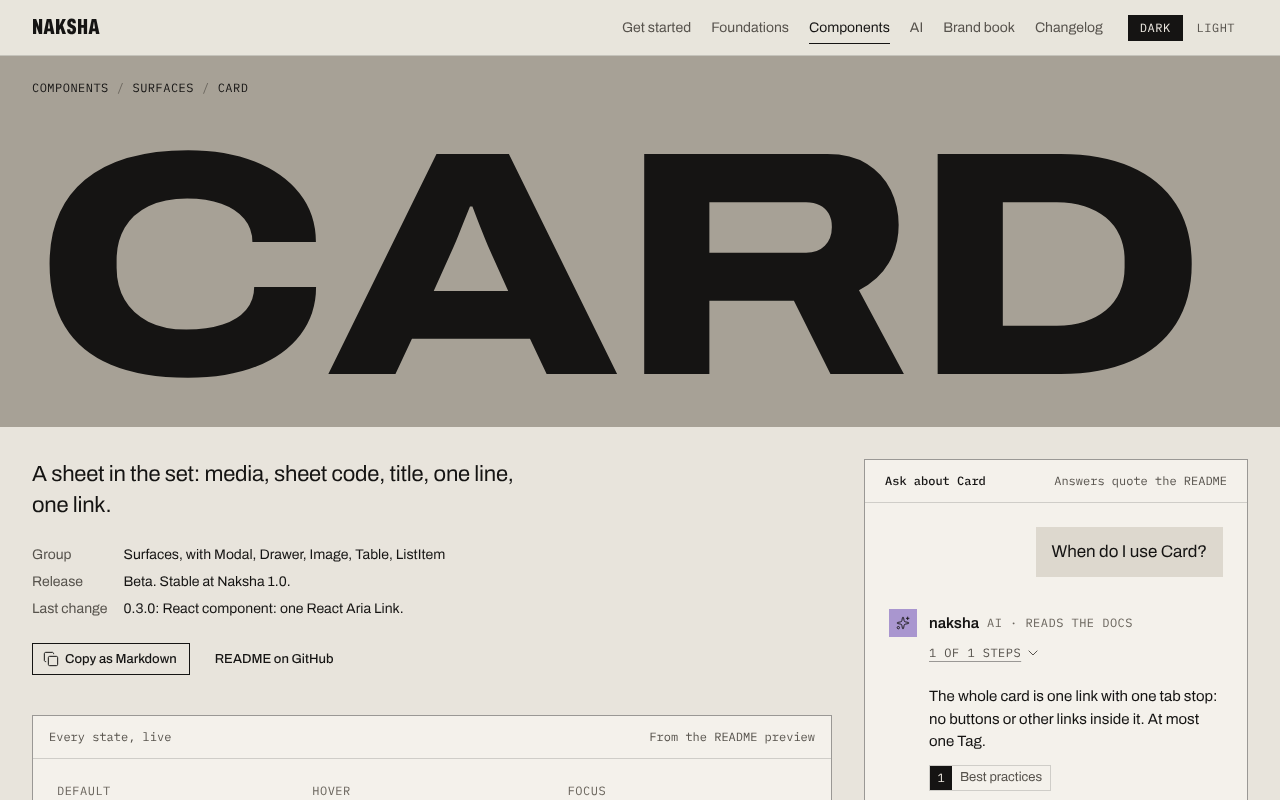 NAKSHA
Get started Foundations Components AI Brand book Changelog DARK LIGHT
COMPONENTS / SURFACES / CARD
CARD
A sheet in the set: media, sheet code, title, one line,
one link.
Group Surfaces, with Modal, Drawer, Image, Table, ListItem
Release Beta. Stable at Naksha 1.0.
Last change 0.3.0: React component: one React Aria Link.
Copy as Markdown README on GitHub
Every state, live From the README preview
DEFAULT HOVER FOCUS
Ask about Card Answers quote the README
When do I use Card?
naksha AI · READS THE DOCS
1 OF 1 STEPS
The whole card is one link with one tab stop:
no buttons or other links inside it. At most
one Tag.
1 Best practices